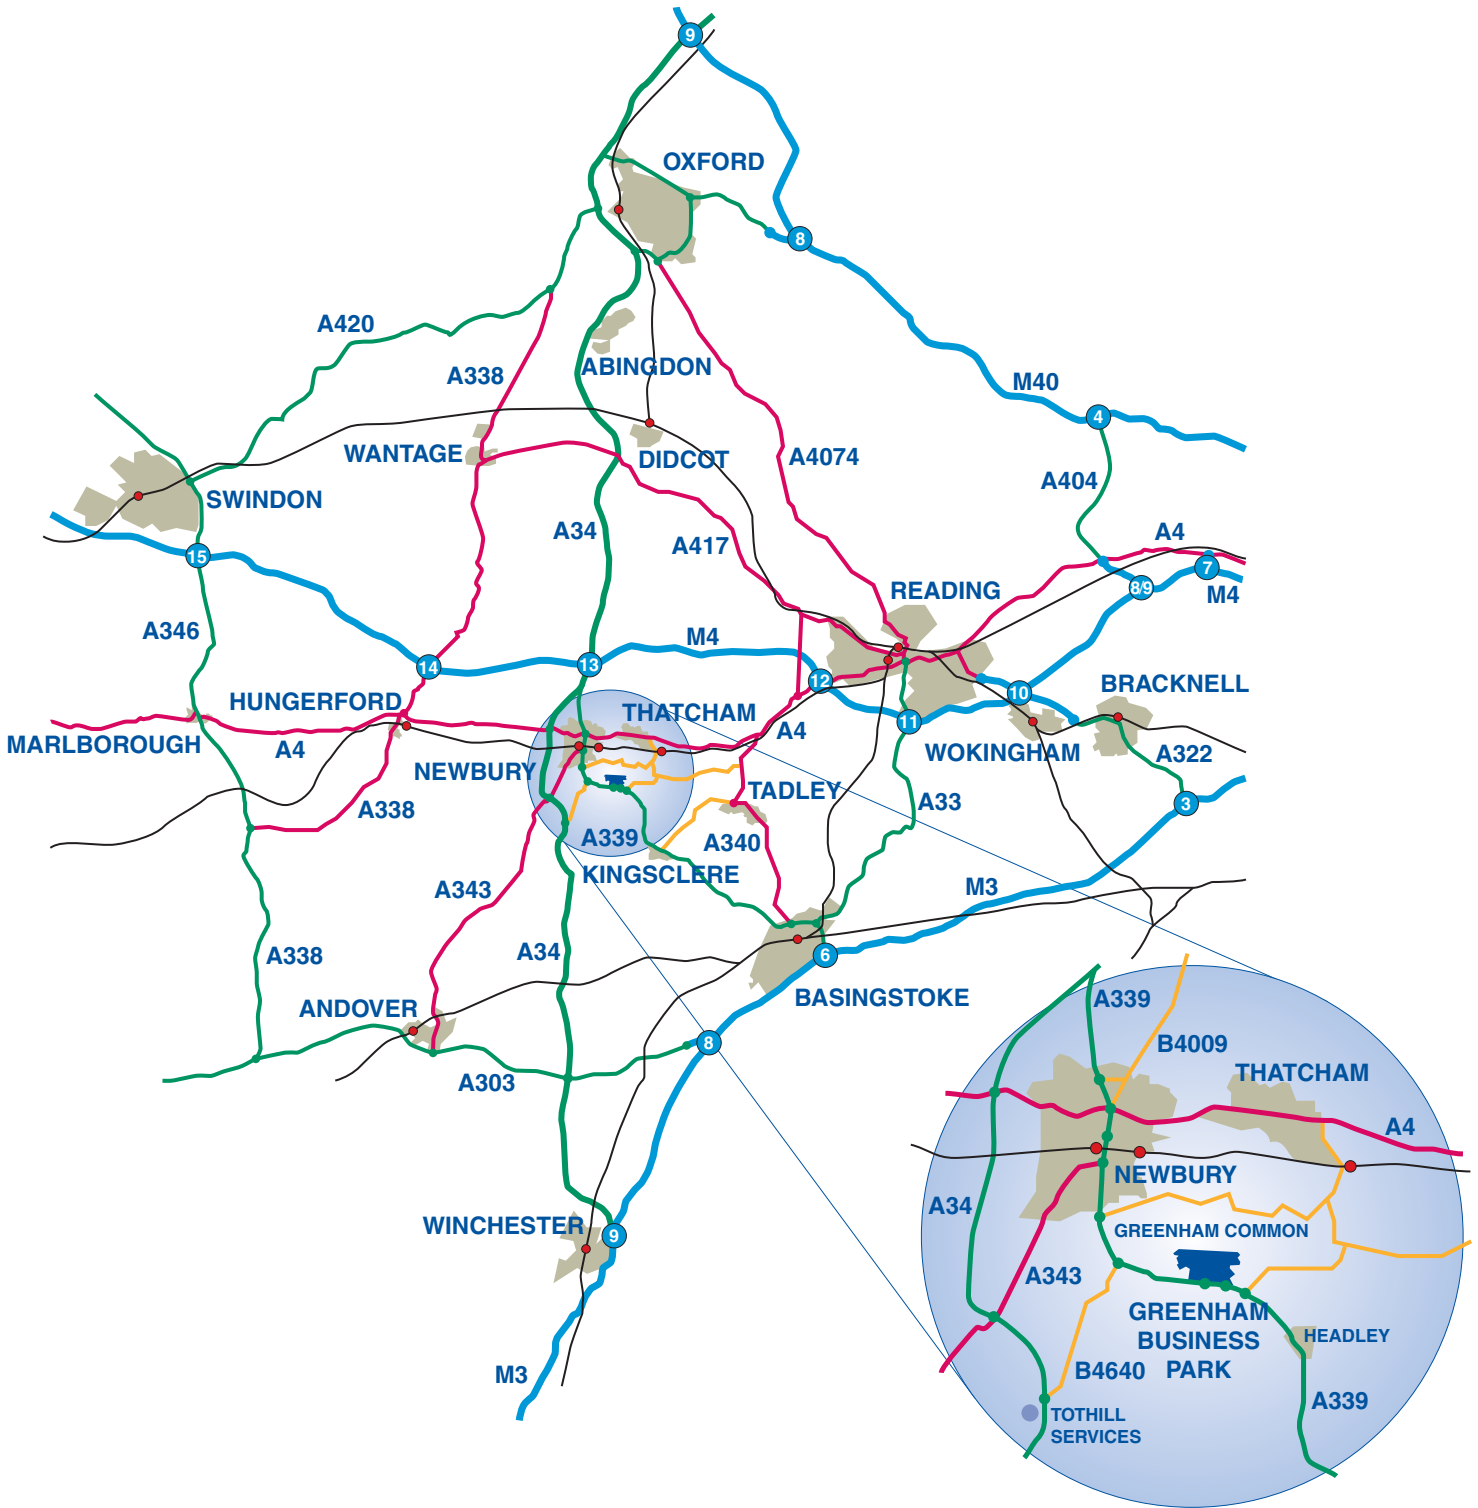 9
OXFORD
8
A420
ABINGDON
A338
M40
4
WANTAGE
DIDCOT
A4074
A404
SWINDON
A34
A417
A4
15
READING
8/9
7
M4
A346
M4
14
13
12
10
BRACKNELL
HUNGERFORD
THATCHAM
11
MARLBOROUGH
A4
A4
WOKINGHAM
A322
NEWBURY
TADLEY
A33
3
A338
A339
A340
KINGSCLERE
A343
M3
A338
A34
6
BASINGSTOKE
ANDOVER
8
A303
WINCHESTER
9
M3
A339
B4009
THATCHAM
A4
NEWBURY
A34
GREENHAM COMMON
A343
GREENHAM
BUSINESS
PARK
HEADLEY
B4640
A339
TOTHILL
SERVICES